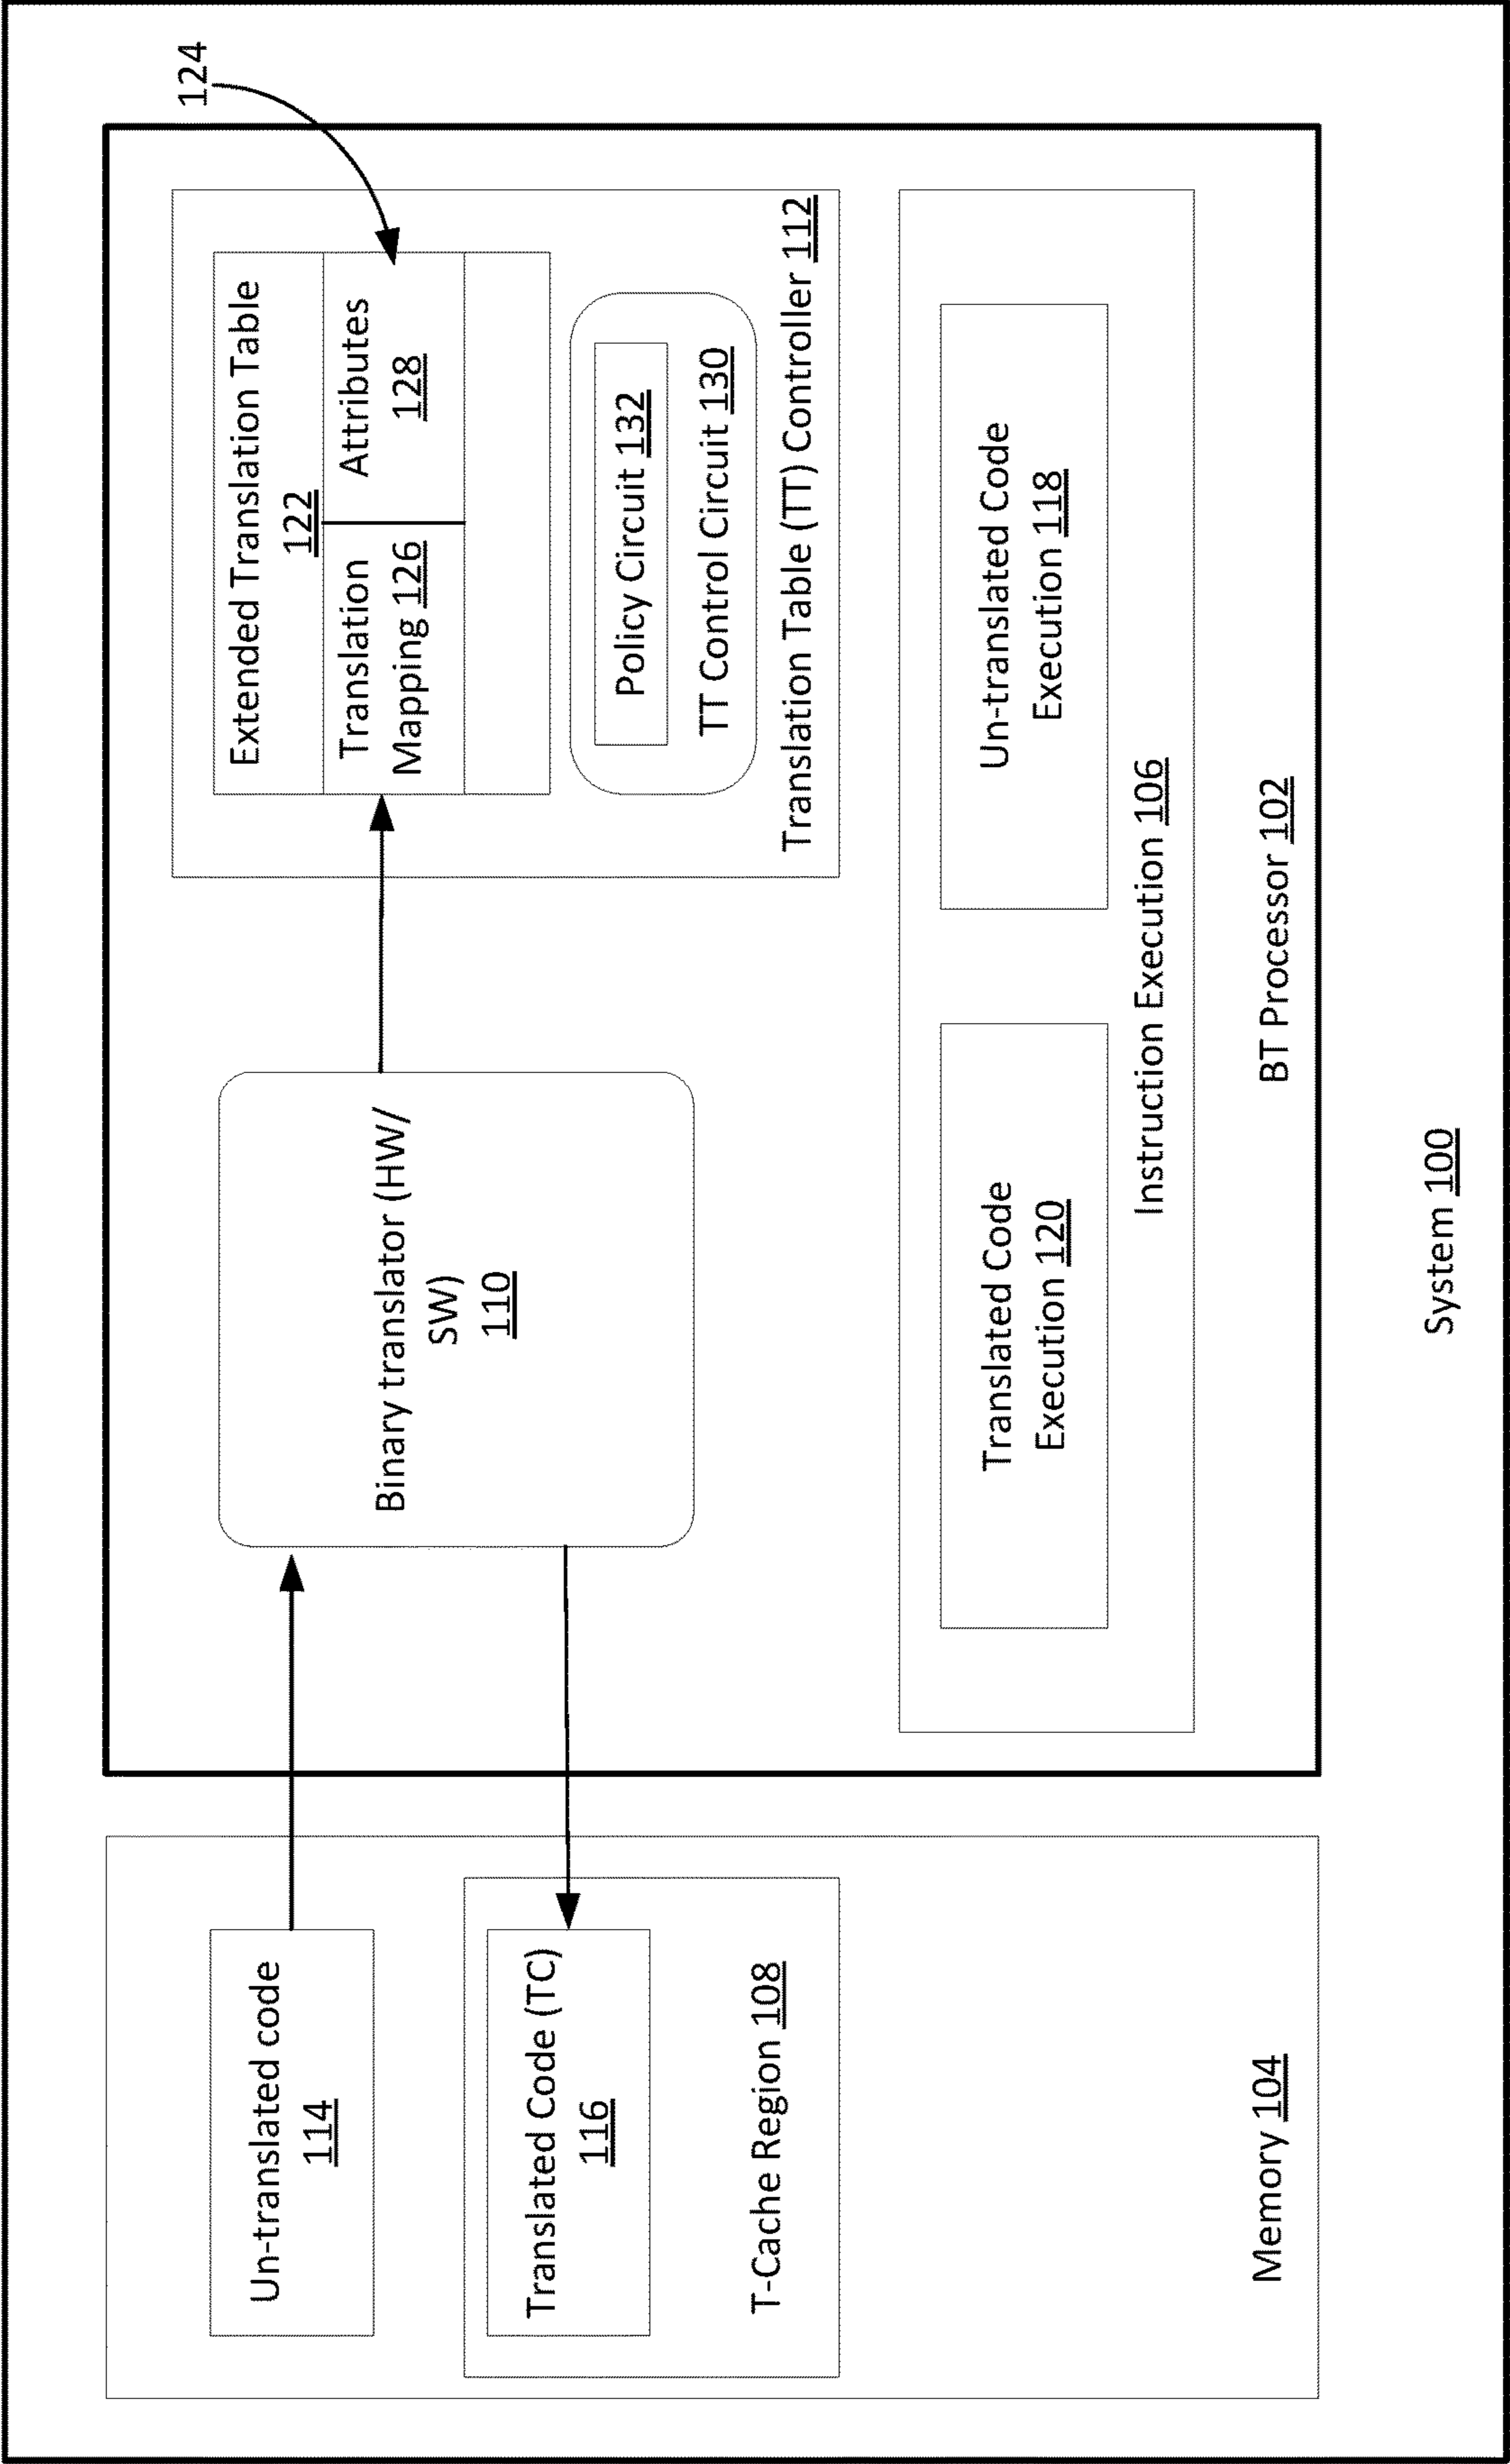 Un-translated code
114
Translated Code (TC)
116
T-Cache Region 108
Memory 104
Binary translator (HW/
SW)
110
124
Extended Translation Table
122
Translation
Mapping 126
Attributes
128
Policy Circuit 132
TT Control Circuit 130
Translation Table (TT) Controller 112
Translated Code
Execution 120
Un-translated Code
Execution 118
Instruction Execution 106
BT Processor 102
System 100